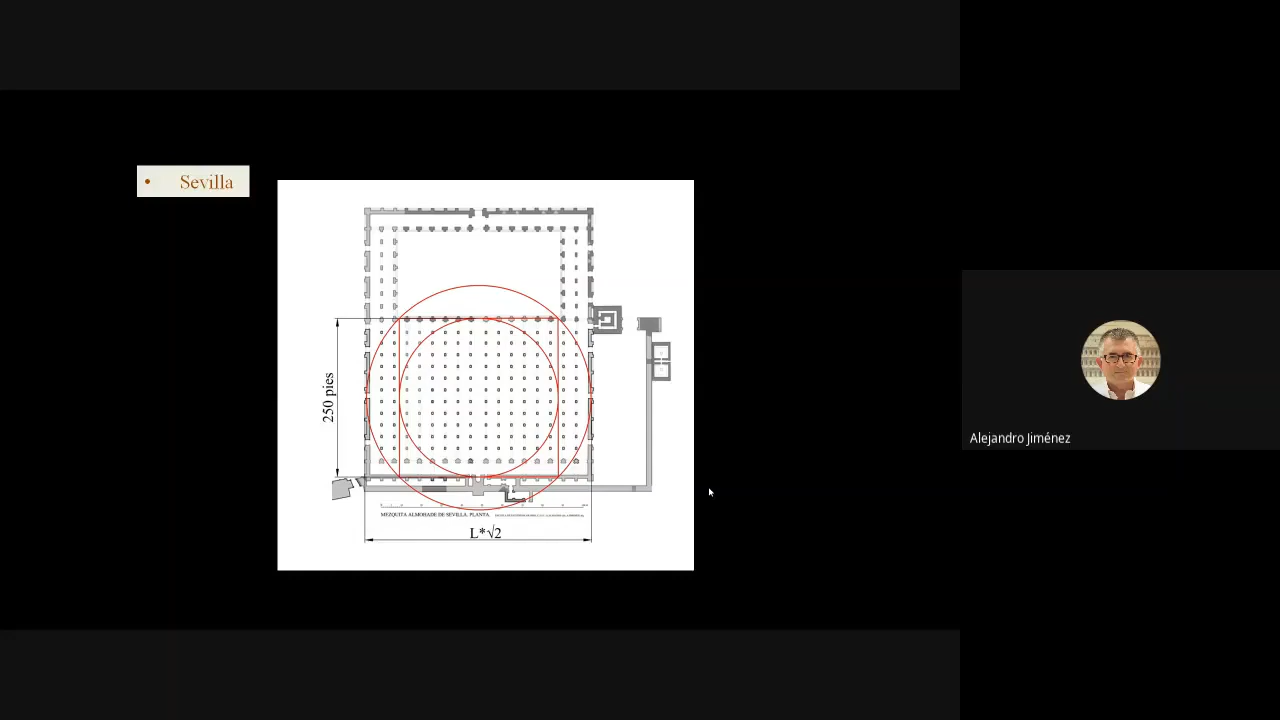 • Sevilla
250 pies
MEZQUITA ALMOHADE DE SEVILLA. PLANTA.
L*√2
Alejandro Jiménez